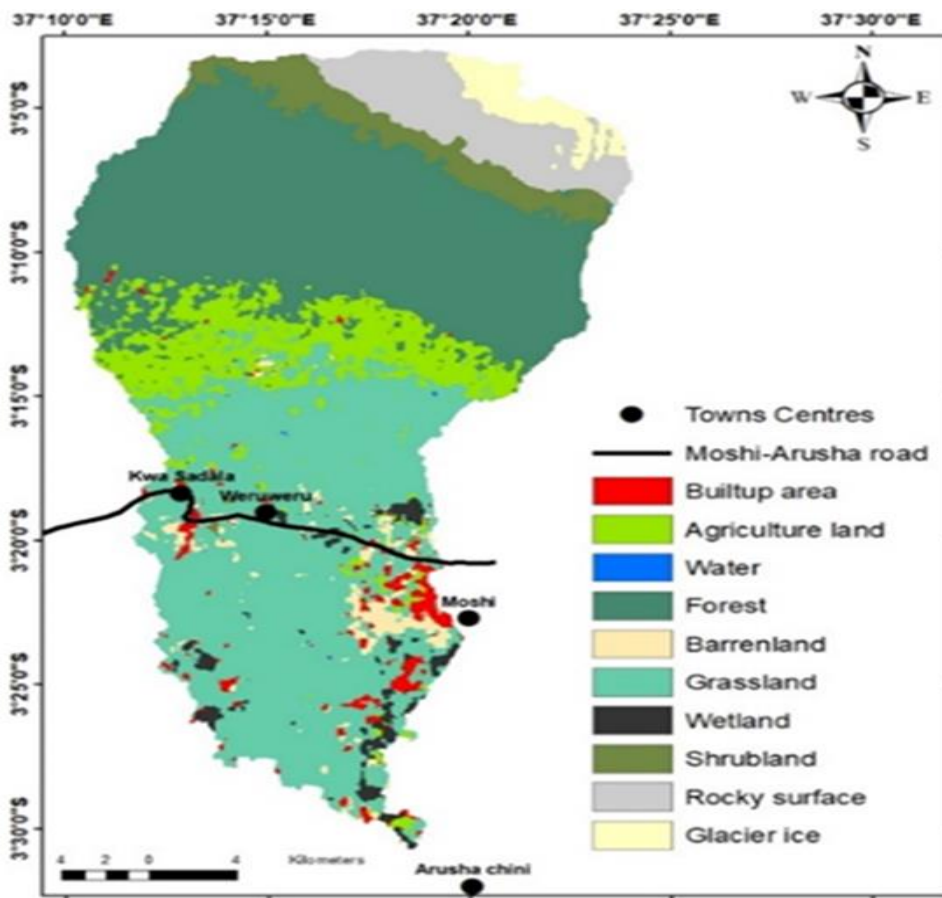 37°10'0"E 37°15'0"E 37°20'0"E 37°25'0"E 37°30'0"E
N
W E
S
3°5'0"S
3°10'0"S
3°15'0"S
3°20'0"S
3°25'0"S
3°30'0"S
Kwa Sadala
Weruweru
Moshi
Arusha chini
Towns Centres
Moshi-Arusha road
Builtup area
Agriculture land
Water
Forest
Barrenland
Grassland
Wetland
Shrubland
Rocky surface
Glacier ice
4 2 0 4
Kilometers